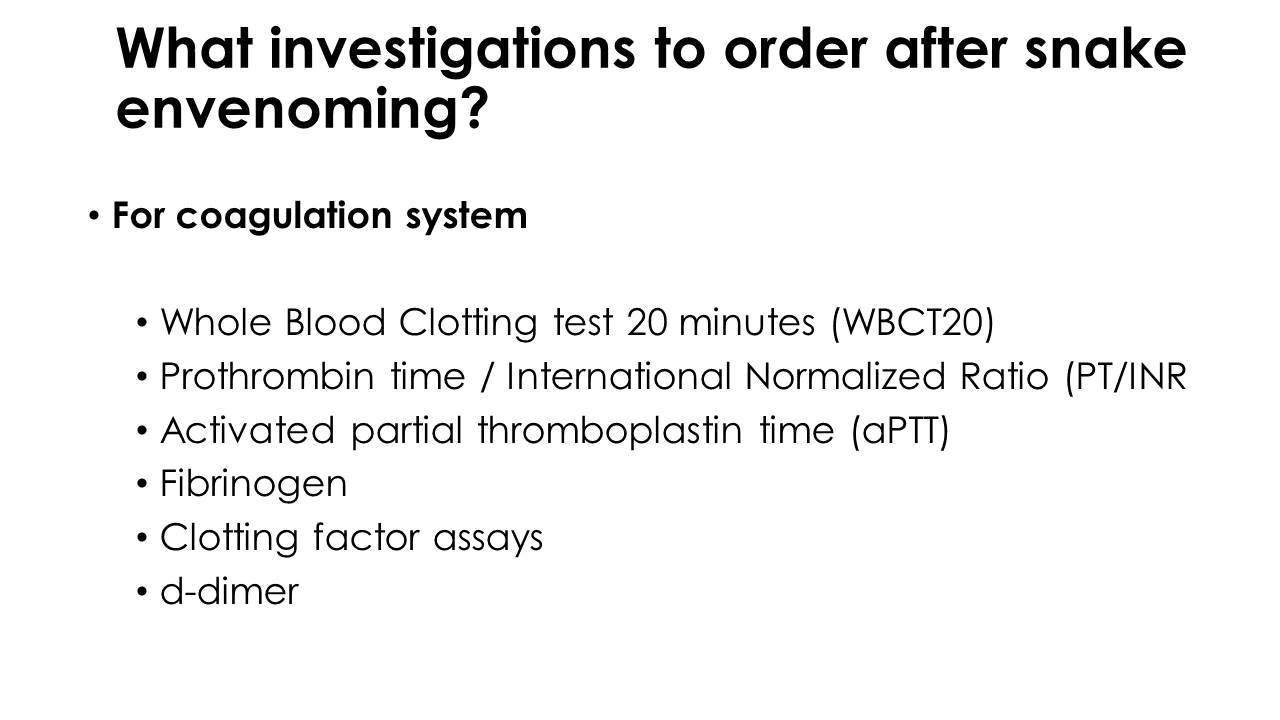 What investigations to order after snake
envenoming?
• For coagulation system
• Whole Blood Clotting test 20 minutes (WBCT20)
• Prothrombin time / International Normalized Ratio (PT/INR
• Activated partial thromboplastin time (aPTT)
• Fibrinogen
• Clotting factor assays
• d-dimer